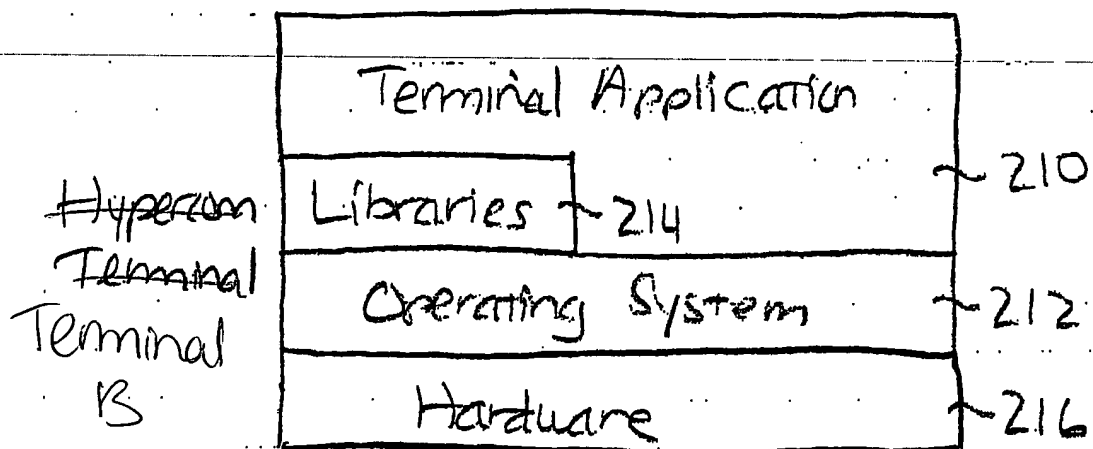 Terminal Application
210
Hypercom Libraries 214
Terminal
Operating System 212
Terminal
B
Hardware 216